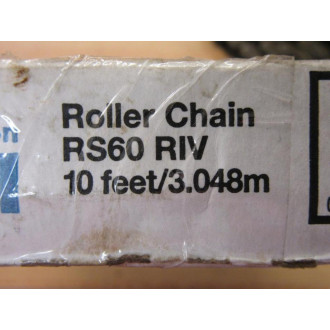 Roller Chain
RS60 RIV
10 feet/3.048m